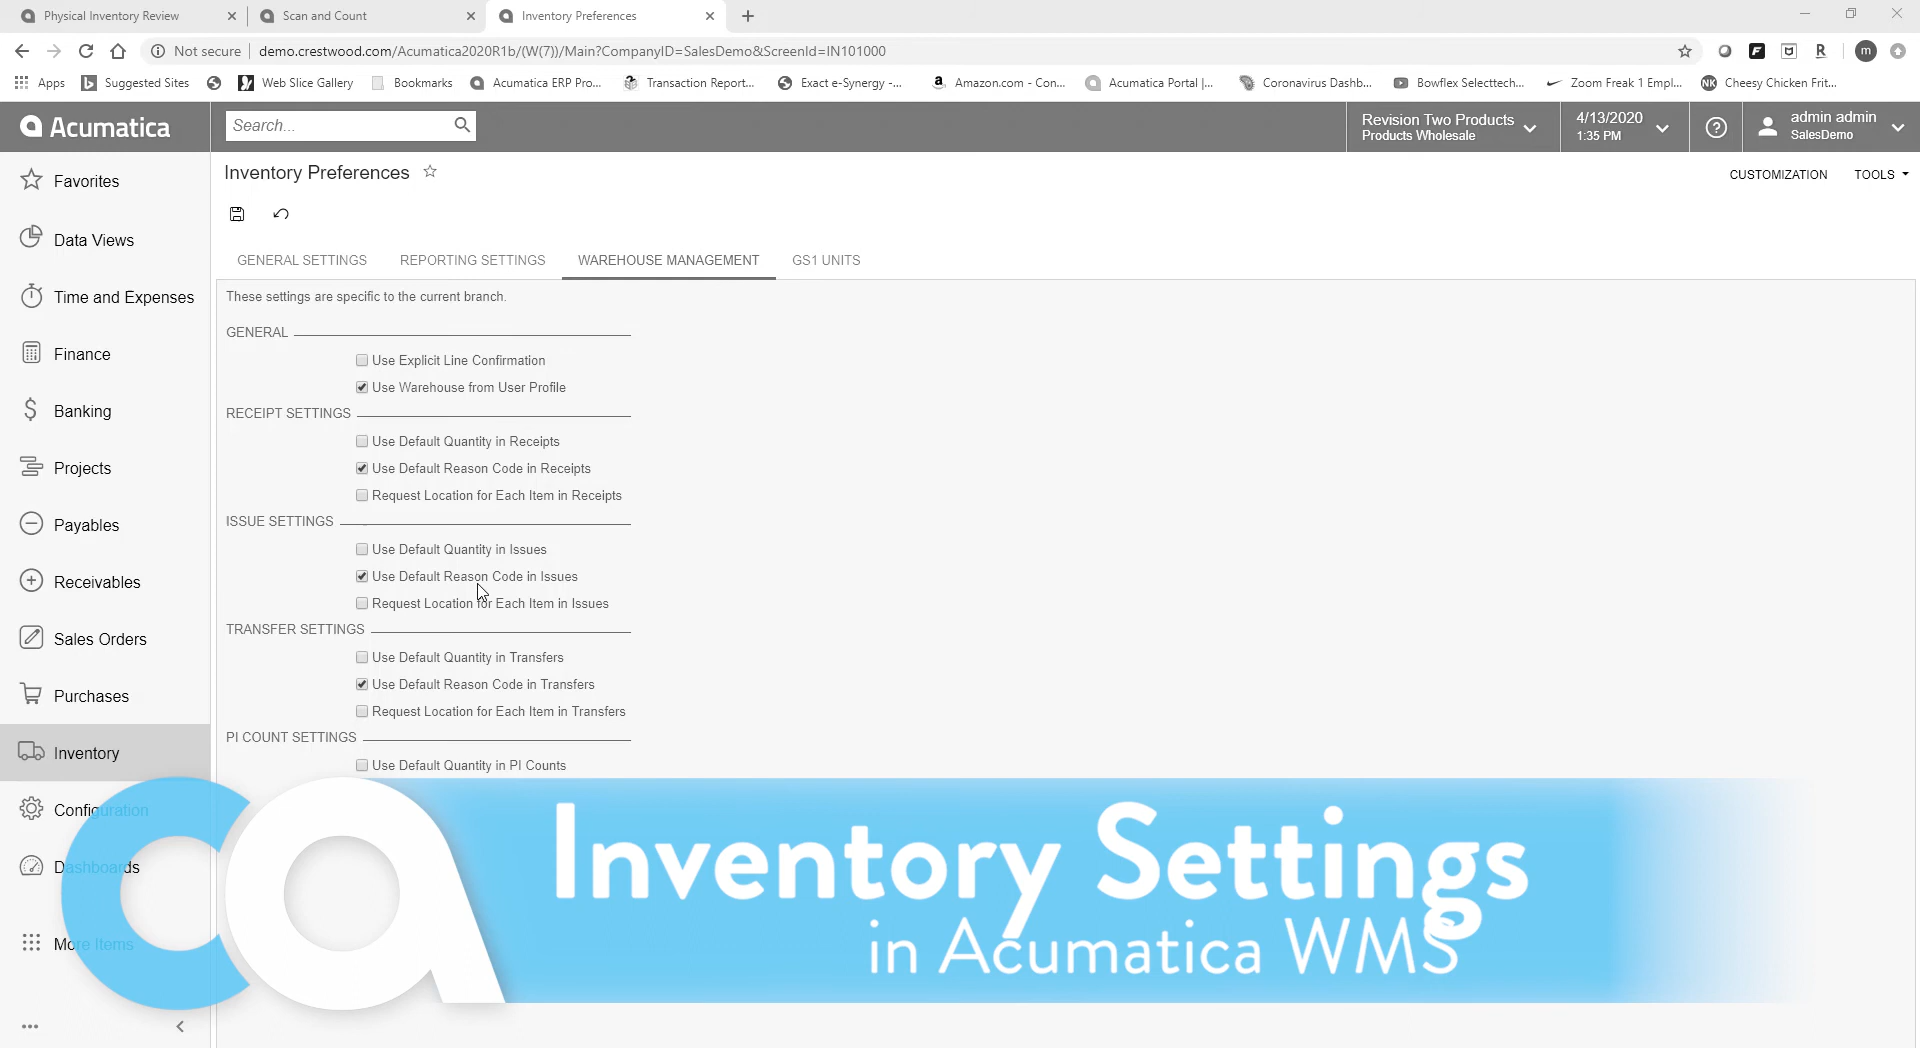 Physical Inventory Review
Scan and Count
Inventory Preferences
Not secure
demo.crestwood.com/Acumatica2020R1b/(W(7))/Main?CompanyID=SalesDemo&ScreenId=IN101000
m
Apps
Suggested Sites
Web Slice Gallery
Bookmarks
Acumatica ERP Pro...
Transaction Report...
Exact e-Synergy -...
Amazon.com - Con...
Acumatica Portal |...
Coronavirus Dashb...
Bowflex Selecttech...
Zoom Freak 1 Empl...
NK
Cheesy Chicken Frit...
Acumatica
Search...
Revision Two Products
Products Wholesale
4/13/2020
1:35 PM
admin admin
SalesDemo
Favorites
Data Views
Time and Expenses
Finance
Banking
Projects
Payables
Receivables
Sales Orders
Purchases
Inventory
Configuration
Dashboards
More Items
Inventory Preferences
CUSTOMIZATION
TOOLS
GENERAL SETTINGS
REPORTING SETTINGS
WAREHOUSE MANAGEMENT
GS1 UNITS
These settings are specific to the current branch.
GENERAL
Use Explicit Line Confirmation
Use Warehouse from User Profile
RECEIPT SETTINGS
Use Default Quantity in Receipts
Use Default Reason Code in Receipts
Request Location for Each Item in Receipts
ISSUE SETTINGS
Use Default Quantity in Issues
Use Default Reason Code in Issues
Request Location for Each Item in Issues
TRANSFER SETTINGS
Use Default Quantity in Transfers
Use Default Reason Code in Transfers
Request Location for Each Item in Transfers
PI COUNT SETTINGS
Use Default Quantity in PI Counts
ca
Inventory Settings
in Acumatica WMS